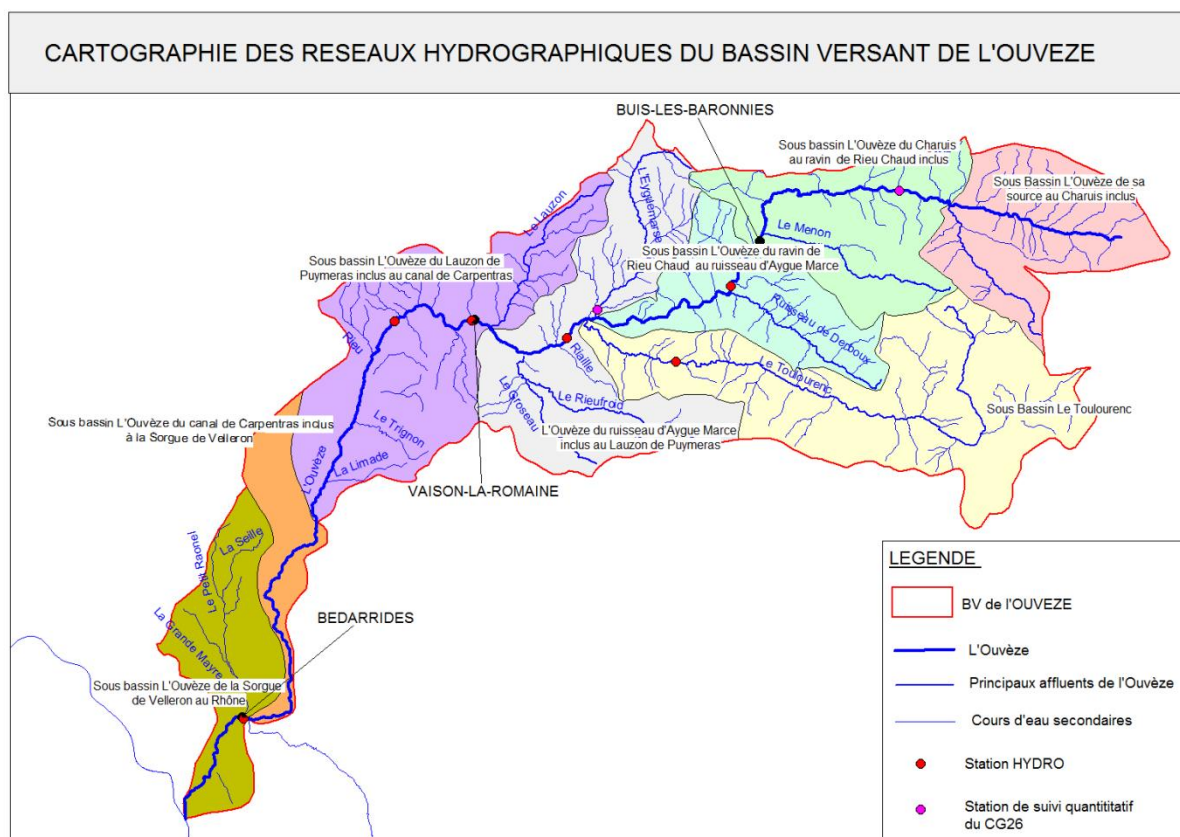 CARTOGRAPHIE DES RESEAUX HYDROGRAPHIQUES DU BASSIN VERSANT DE L'OUVEZE
BUIS-LES-BARONNIES
Sous bassin L'Ouvèze du Charuis
au ravin de Rieu Chaud inclus
Sous Bassin L'Ouvèze de sa
source au Charuis inclus
L'Eyguemarse
Le Lauzon
Le Menon
Sous bassin L'Ouvèze du Lauzon de
Puymeras inclus au canal de Carpentras
Sous bassin L'Ouvèze du ravin de
Rieu Chaud au ruisseau d'Aygue Marce
Rieu
Riaille
Ruisseau de Derboux
Le Toulourenc
Le Groseau
Le Rieufroid
Sous Bassin Le Toulourenc
Sous bassin L'Ouvèze du canal de Carpentras inclus
à la Sorgue de Velleron
Le Trignon
L'Ouvèze du ruisseau d'Aygue Marce
inclus au Lauzon de Puymeras
L'Ouvèze
La Limade
VAISON-LA-ROMAINE
La Seille
Le Petit Raonel
La Grande Mayre
BEDARRIDES
Sous bassin L'Ouvèze de la Sorgue
de Velleron au Rhône
LEGENDE
BV de l'OUVEZE
L'Ouvèze
Principaux affluents de l'Ouvèze
Cours d'eau secondaires
Station HYDRO
Station de suivi quantititatif
du CG26